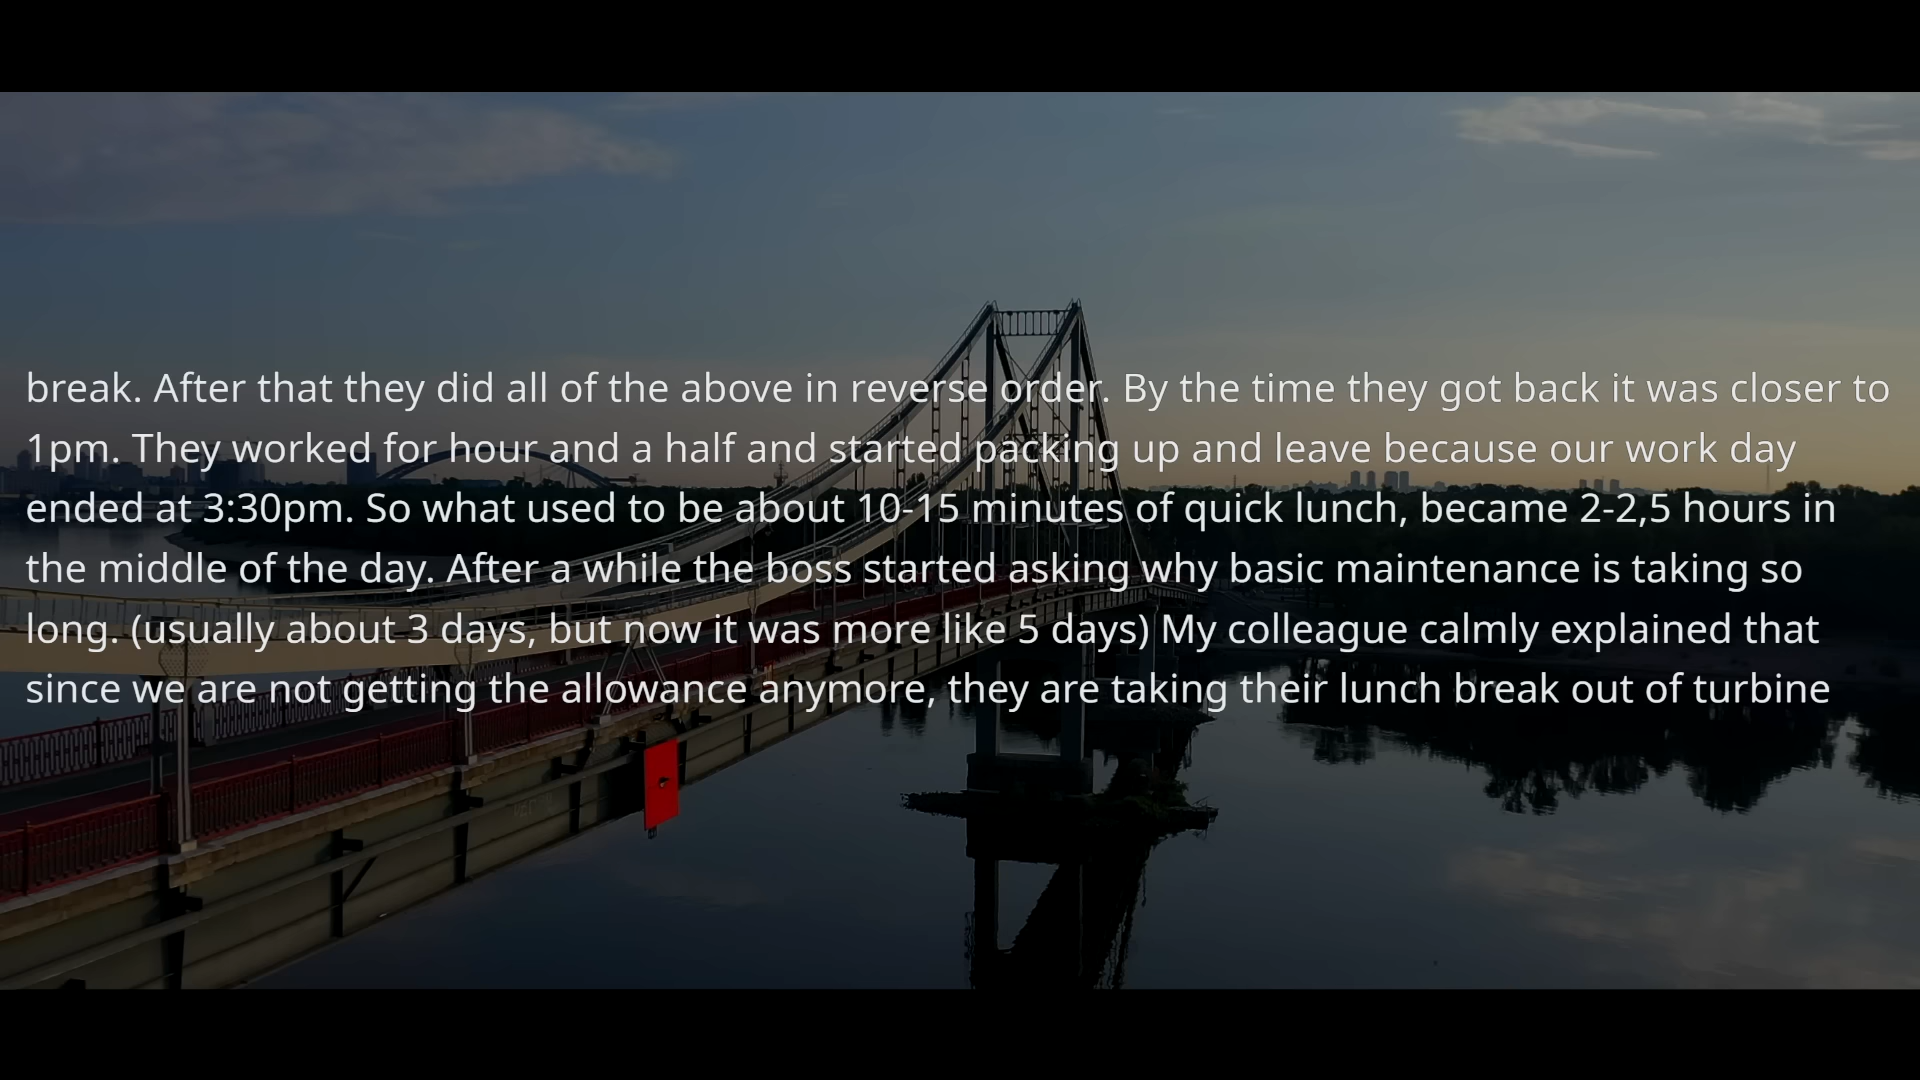 break. After that they did all of the above in reverse order. By the time they got back it was closer to
1pm. They worked for hour and a half and started packing up and leave because our work day
ended at 3:30pm. So what used to be about 10-15 minutes of quick lunch, became 2-2,5 hours in
the middle of the day. After a while the boss started asking why basic maintenance is taking so
long. (usually about 3 days, but now it was more like 5 days) My colleague calmly explained that
since we are not getting the allowance anymore, they are taking their lunch break out of turbine